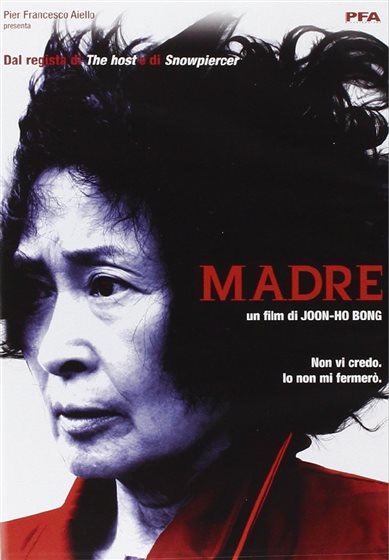 Pier Francesco Aiello
presenta
PFA
Dal regista di The host e di Snowpiercer
MADRE
un film di JOON-HO BONG
Non vi credo.
Io non mi fermerò.